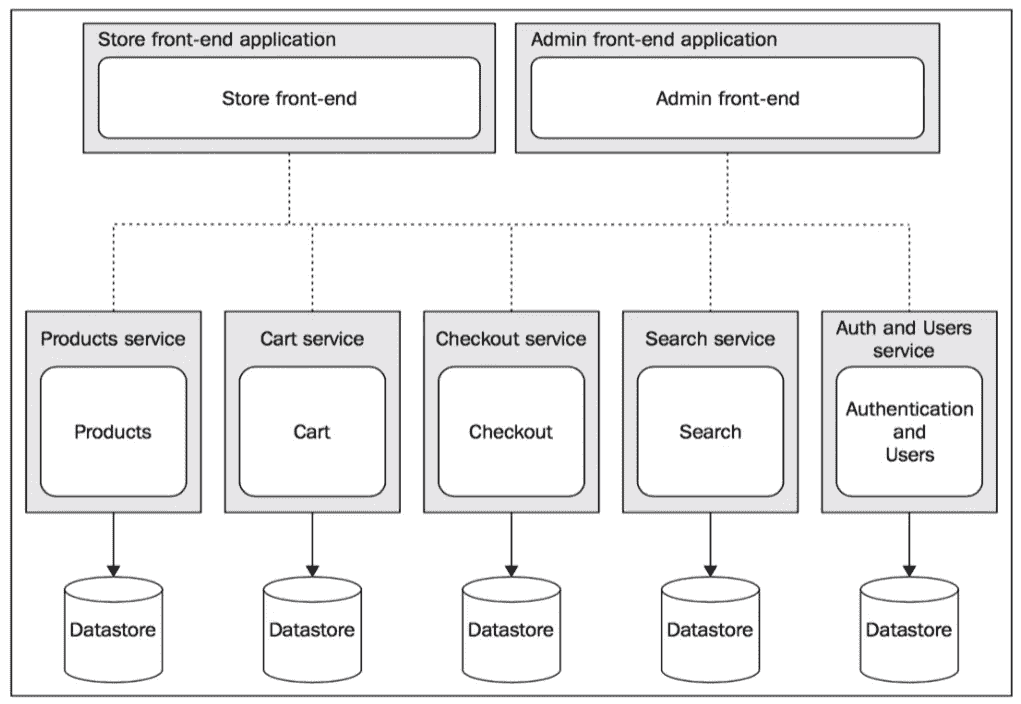 Store front-end application
Store front-end
Admin front-end application
Admin front-end
Products service
Products
Cart service
Cart
Checkout service
Checkout
Search service
Search
Auth and Users
service
Authentication
and
Users
Datastore
Datastore
Datastore
Datastore
Datastore